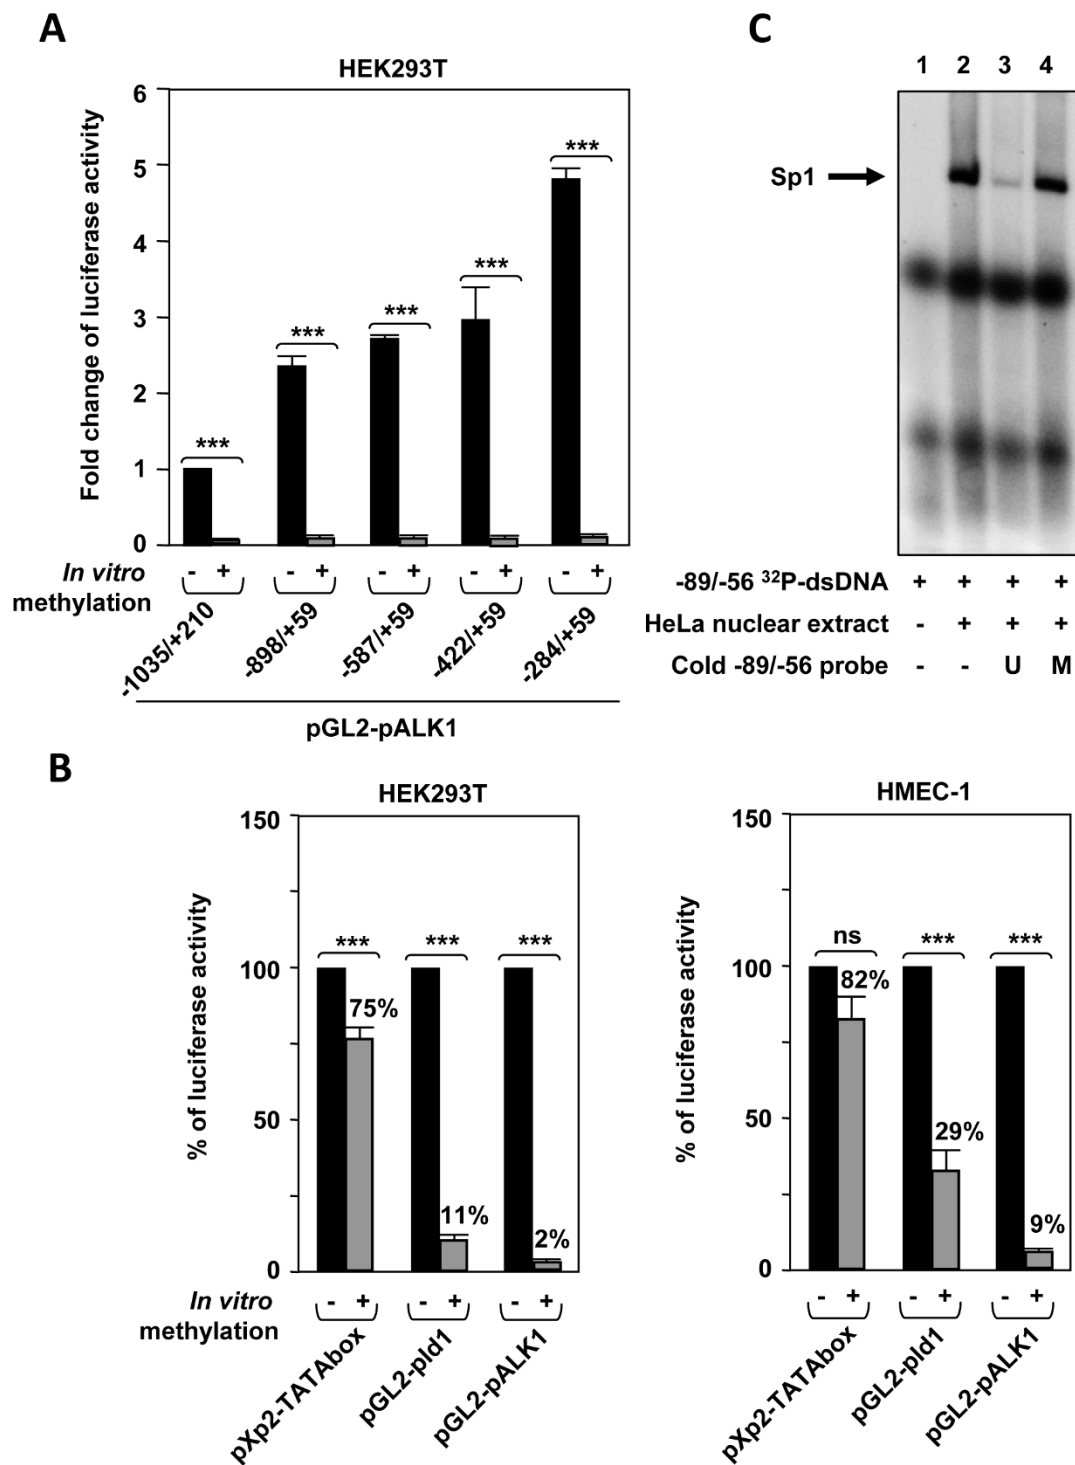 A
HEK293T
Fold change of luciferase activity
6
5
4
3
2
1
0
*** *** *** *** ***
In vitro methylation
- + - + - + - + - +
-1035/+210
-898/+59
-587/+59
-422/+59
-284/+59
pGL2-pALK1
C
1 2 3 4
Sp1
-89/-56 ³²P-dsDNA + + + +
HeLa nuclear extract - + + +
Cold -89/-56 probe - - U M
B
HEK293T
% of luciferase activity
150
100
50
0
*** *** ***
75%
11%
2%
In vitro methylation
- + - + - +
pXp2-TATAbox
pGL2-pId1
pGL2-pALK1
HMEC-1
% of luciferase activity
150
100
50
0
ns *** ***
82%
29%
9%
- + - + - +
pXp2-TATAbox
pGL2-pId1
pGL2-pALK1